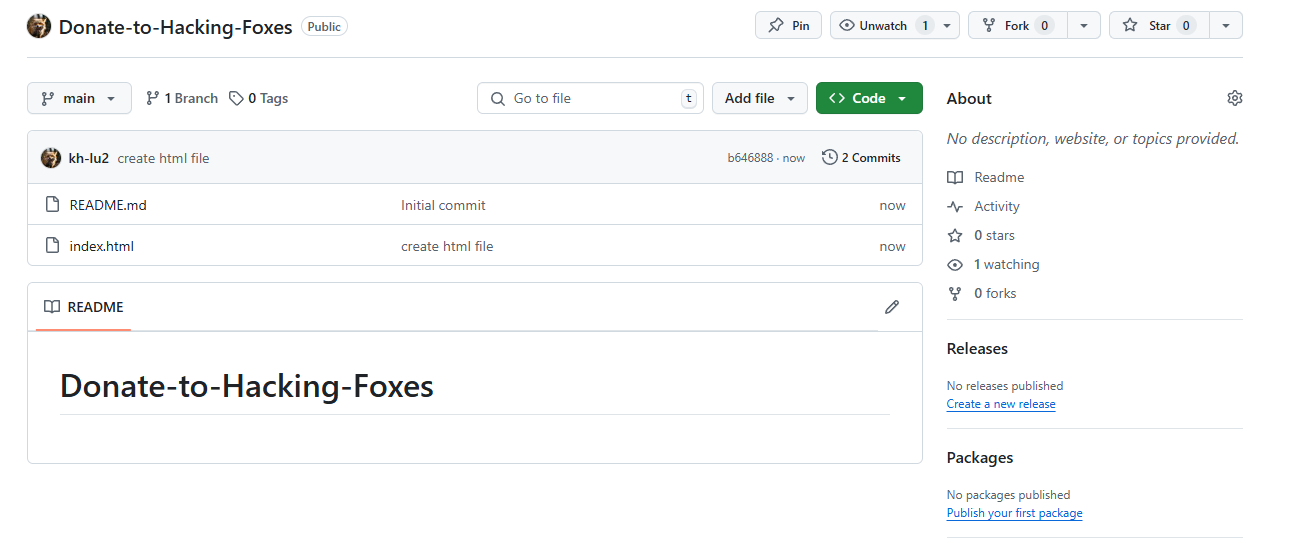 Donate-to-Hacking-Foxes Public Pin Unwatch 1 Fork 0 Star 0
main 1 Branch 0 Tags Go to file t Add file Code
kh-lu2 create html file b646888 · now 2 Commits
README.md Initial commit now
index.html create html file now
README
Donate-to-Hacking-Foxes
About
No description, website, or topics provided.
Readme
Activity
0 stars
1 watching
0 forks
Releases
No releases published
Create a new release
Packages
No packages published
Publish your first package